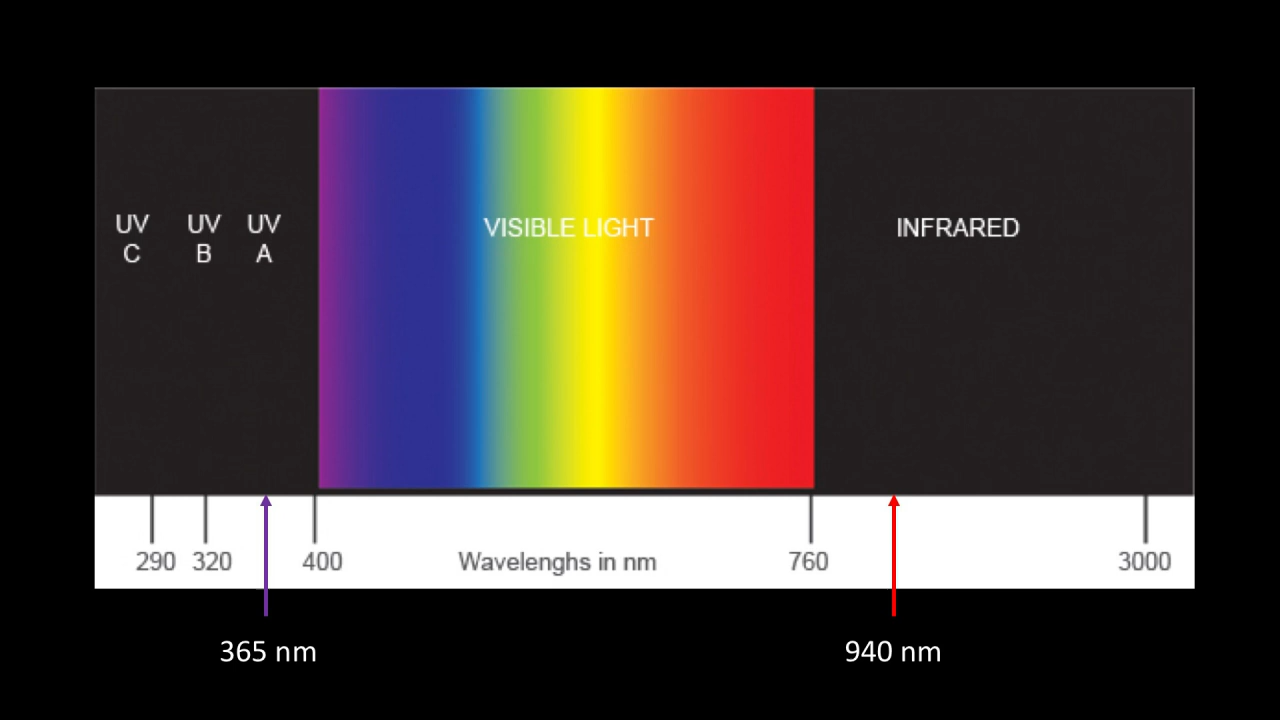 UV UV UV
C B A
VISIBLE LIGHT
INFRARED
290 320 400 Wavelenghs in nm 760 3000
365 nm 940 nm